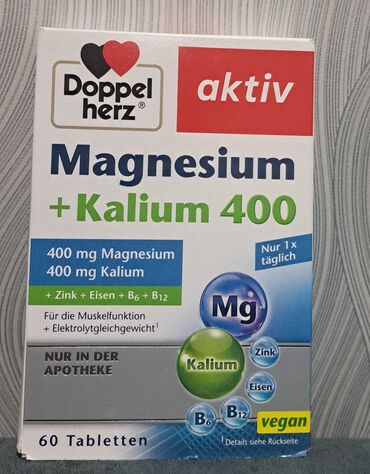 Doppel
herz®
aktiv
Magnesium
+ Kalium 400
400 mg Magnesium
400 mg Kalium
Nur 1x
täglich
+ Zink + Eisen + B6 + B12
Für die Muskelfunktion
+ Elektrolytgleichgewicht¹
Mg
NUR IN DER
APOTHEKE
Kalium
Zink
Eisen
B6
B12
vegan
60 Tabletten
¹ Details siehe Rückseite